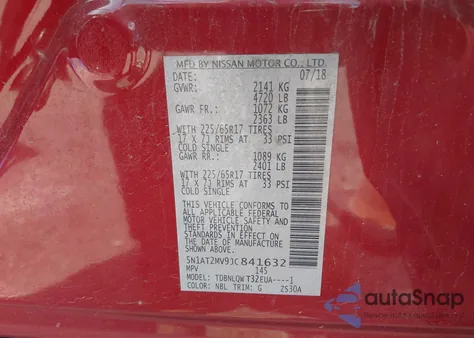 MFD BY NISSAN MOTOR CO., LTD.
DATE: 07/18
GVWR: 2141 KG
4720 LB
GAWR FR.: 1072 KG
2363 LB
WITH 225/65R17 TIRES
17 X 7J RIMS AT 33 PSI
COLD SINGLE
GAWR RR.: 1089 KG
2401 LB
WITH 225/65R17 TIRES
17 X 7J RIMS AT 33 PSI
COLD SINGLE
THIS VEHICLE CONFORMS TO ALL
APPLICABLE FEDERAL MOTOR
VEHICLE SAFETY AND
THEFT PREVENTION
STANDARDS IN EFFECT ON THE
DATE OF MANUFACTURE
SHOWN ABOVE.
5N1AT2MV9JC841632
MPV 145
MODEL: TDBNLQWT32EUA----I
COLOR: NBL TRIM: G 2S30A
autoSnap